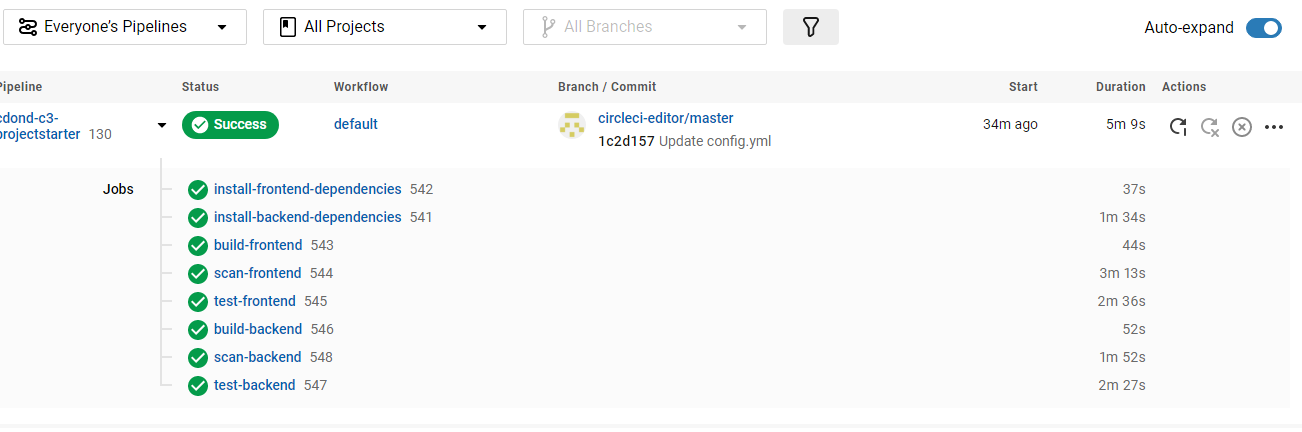 Everyone's Pipelines All Projects All Branches Auto-expand
Pipeline Status Workflow Branch / Commit Start Duration Actions
cdond-c3-
projectstarter 130 Success default circleci-editor/master 34m ago 5m 9s
1c2d157 Update config.yml
Jobs install-frontend-dependencies 542 37s
install-backend-dependencies 541 1m 34s
build-frontend 543 44s
scan-frontend 544 3m 13s
test-frontend 545 2m 36s
build-backend 546 52s
scan-backend 548 1m 52s
test-backend 547 2m 27s